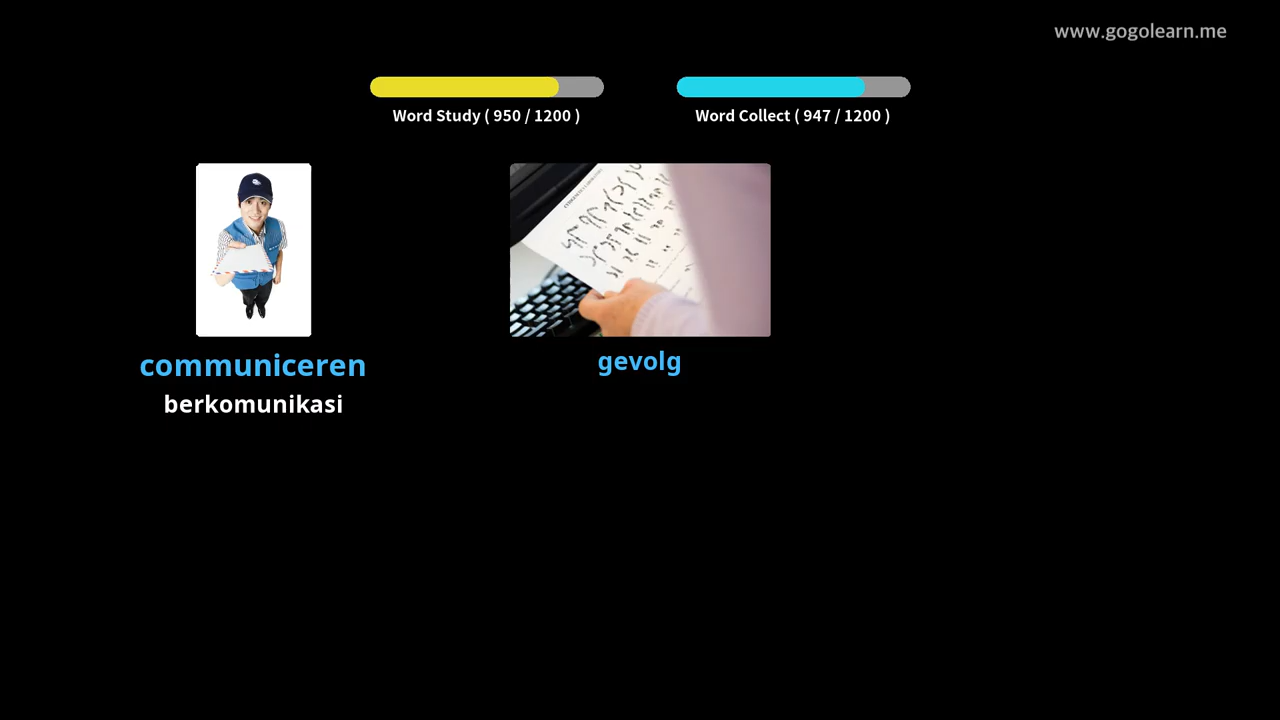 www.gogolearn.me
Word Study ( 950 / 1200 )
Word Collect ( 947 / 1200 )
communiceren
berkomunikasi
gevolg